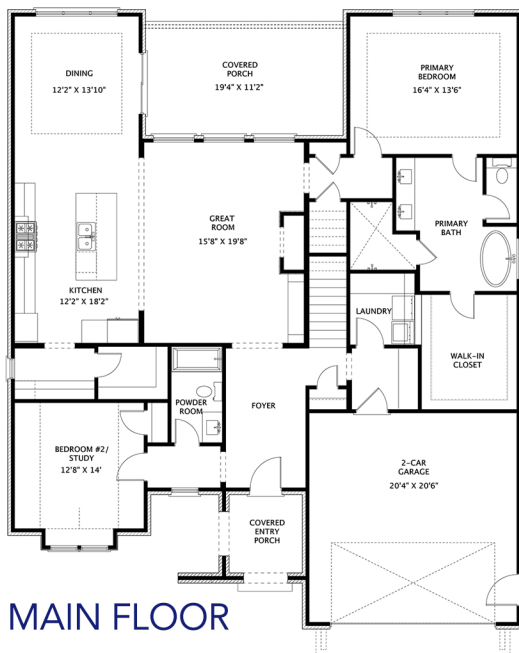 DINING
12'2" X 13'10"
COVERED
PORCH
19'4" X 11'2"
PRIMARY
BEDROOM
16'4" X 13'6"
GREAT
ROOM
15'8" X 19'8"
PRIMARY
BATH
KITCHEN
12'2" X 18'2"
LAUNDRY
WALK-IN
CLOSET
POWDER
ROOM
FOYER
BEDROOM #2/
STUDY
12'8" X 14'
2-CAR
GARAGE
20'4" X 20'6"
COVERED
ENTRY
PORCH
MAIN FLOOR